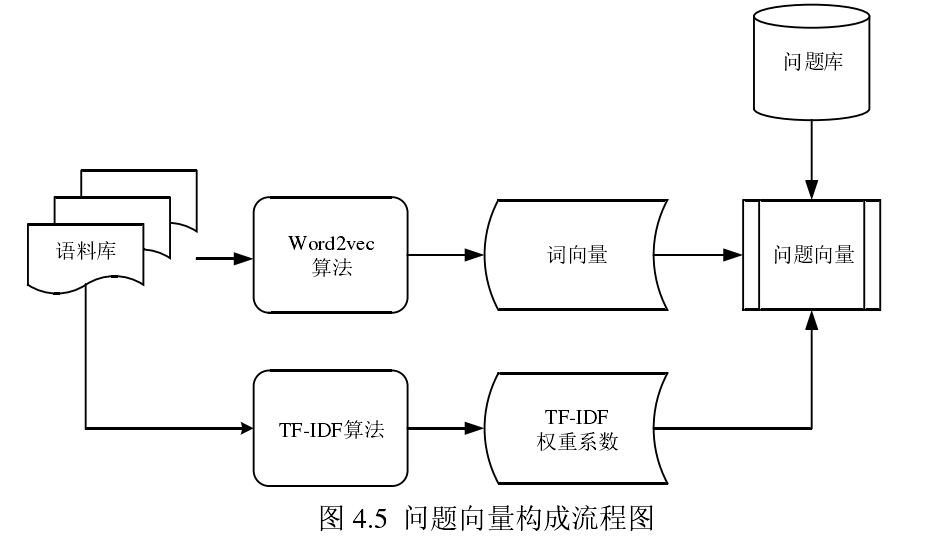 问题库
语料库
Word2vec
算法
词向量
问题向量
TF-IDF算法
TF-IDF
权重系数
图 4.5 问题向量构成流程图